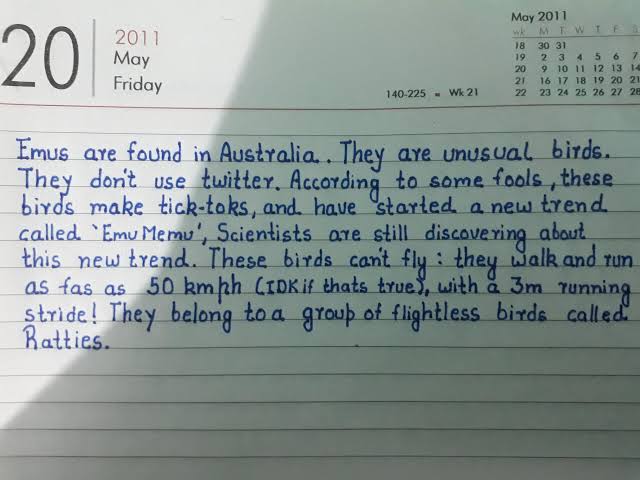 20
2011
May
Friday
140-225 Wk 21
May 2011
wk M T W T F S
18 30 31
19 2 3 4 5 6 7
20 9 10 11 12 13 14
21 16 17 18 19 20 21
22 23 24 25 26 27 28
Emus are found in Australia. They are unusual birds.
They don't use twitter. According to some fools, these
birds make tick-toks, and have started a new trend
called 'Emu Memu', Scientists are still discovering about
this new trend. These birds can't fly: they walk and run
as fas as 50 kmph (IDK if thats true), with a 3m running
stride! They belong to a group of flightless birds called
Ratties.